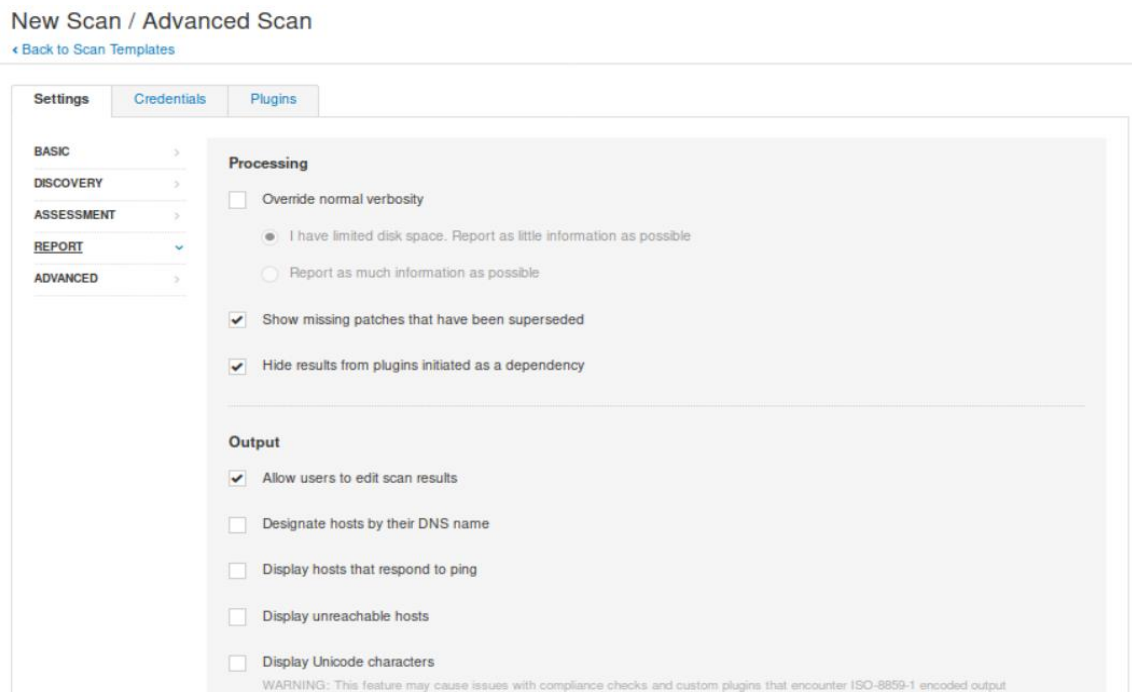 New Scan / Advanced Scan
‹ Back to Scan Templates
Settings
Credentials
Plugins
BASIC
DISCOVERY
ASSESSMENT
REPORT
ADVANCED
Processing
Override normal verbosity
I have limited disk space. Report as little information as possible
Report as much information as possible
Show missing patches that have been superseded
Hide results from plugins initiated as a dependency
Output
Allow users to edit scan results
Designate hosts by their DNS name
Display hosts that respond to ping
Display unreachable hosts
Display Unicode characters
WARNING: This feature may cause issues with compliance checks and custom plugins that encounter ISO-8859-1 encoded output